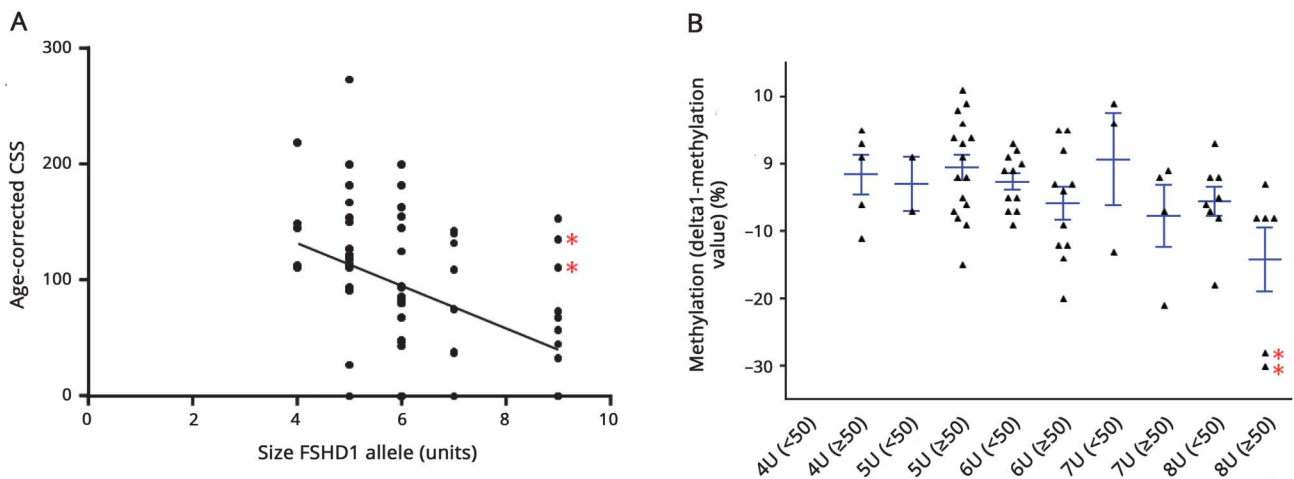 A
300
200
100
0
0 2 4 6 8 10
Age-corrected CSS
Size FSHD1 allele (units)
*
*
B
10
9
−10
−20
−30
Methylation (delta1-methylation
value) (%)
4U (<50) 4U (≥50) 5U (<50) 5U (≥50) 6U (<50) 6U (≥50) 7U (<50) 7U (≥50) 8U (<50) 8U (≥50)
*
*